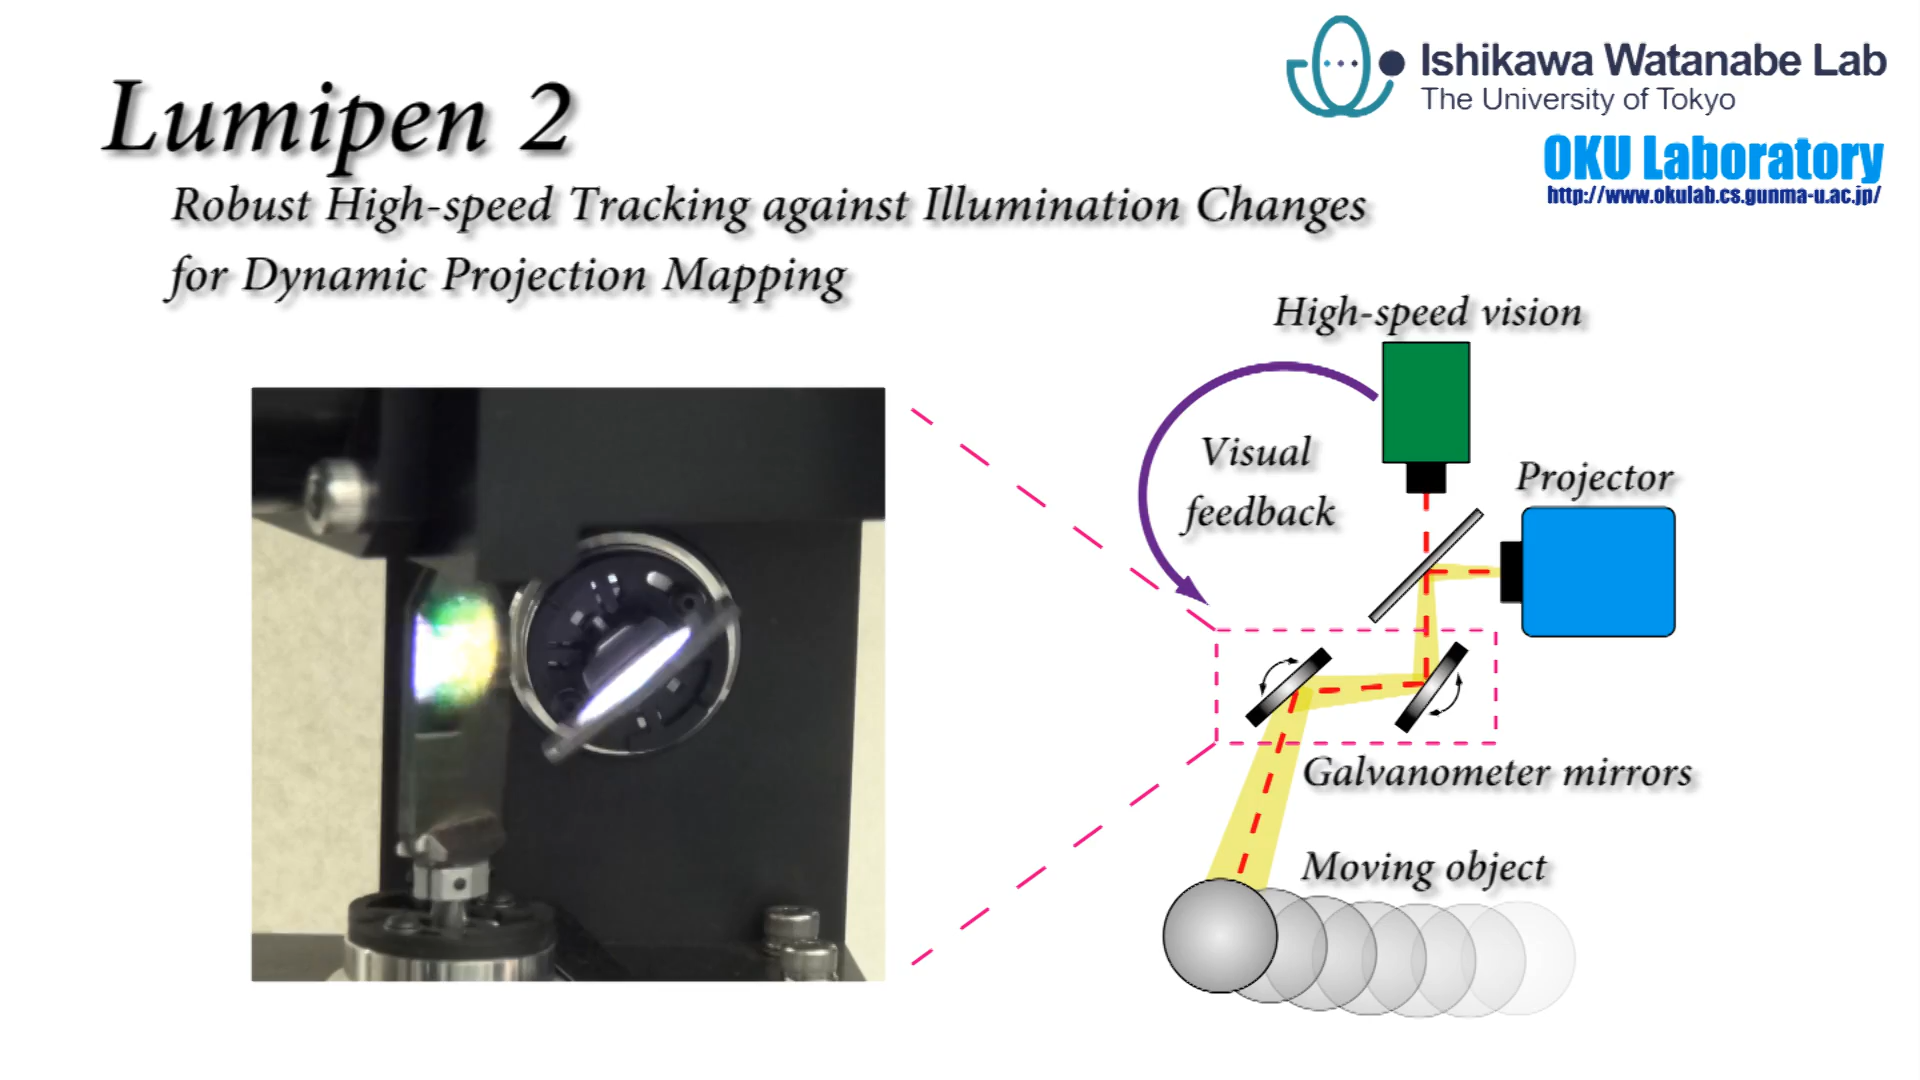 Lumipen 2
Robust High-speed Tracking against Illumination Changes
for Dynamic Projection Mapping
Ishikawa Watanabe Lab
The University of Tokyo
OKU Laboratory
http://www.okulab.cs.gunma-u.ac.jp/
High-speed vision
Visual
feedback
Projector
Galvanometer mirrors
Moving object